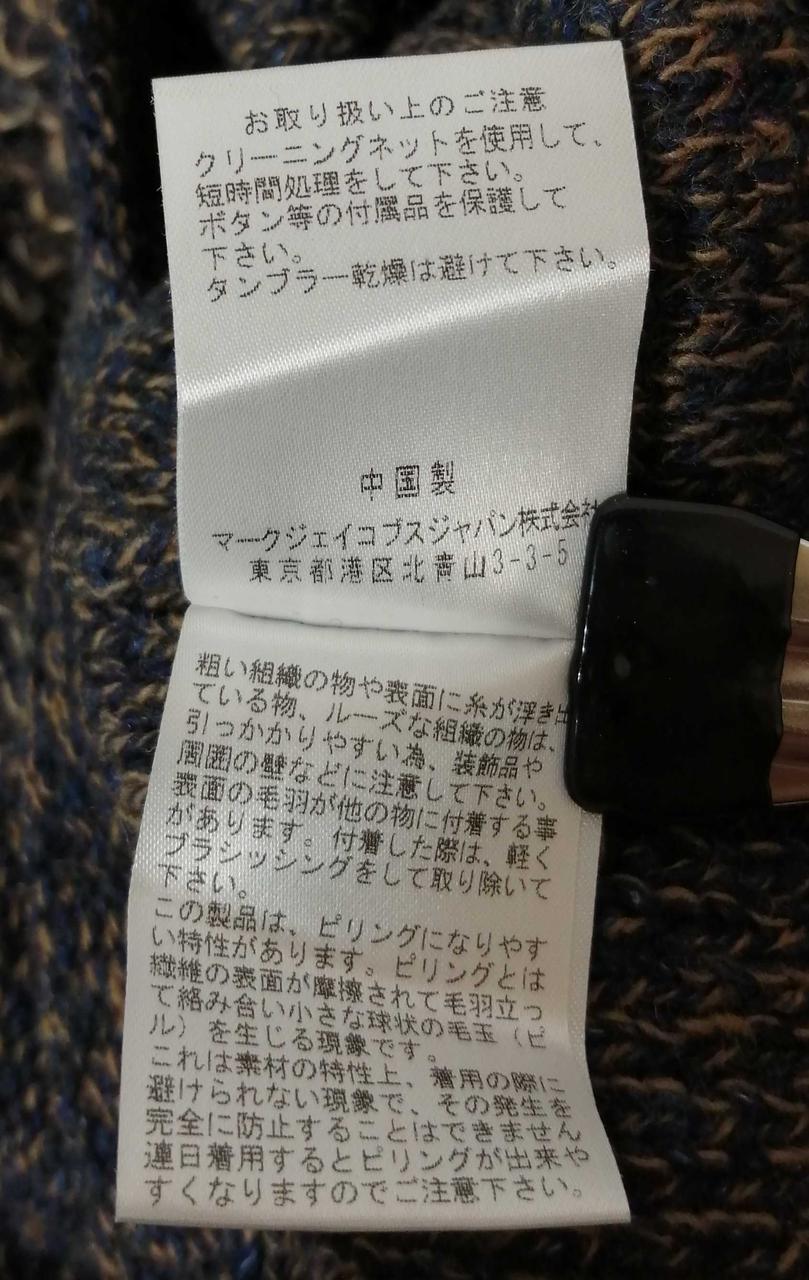 お取り扱い上のご注意
クリーニングネットを使用して、
短時間処理をして下さい。
ボタン等の付属品を保護して
下さい。
タンブラー乾燥は避けて下さい。
中国製
マークジェイコブスジャパン株式会社
東京都港区北青山3-3-5
粗い組織の物や表面に糸が浮き出
ている物、ルーズな組織の物は、
引っかかりやすい為、装飾品や
周囲の壁などに注意して下さい。
表面の毛羽が他の物に付着する事
があります。付着した際は、軽く
ブラシッシングをして取り除いて
下さい。
この製品は、ピリングになりやす
い特性があります。ピリングとは
繊維の表面が摩擦されて毛羽立っ
て絡み合い小さな球状の毛玉(ピ
ル)を生じる現象です。
これは素材の特性上、着用の際に
避けられない現象で、その発生を
完全に防止することはできません
連日着用するとピリングが出来や
すくなりますのでご注意下さい。